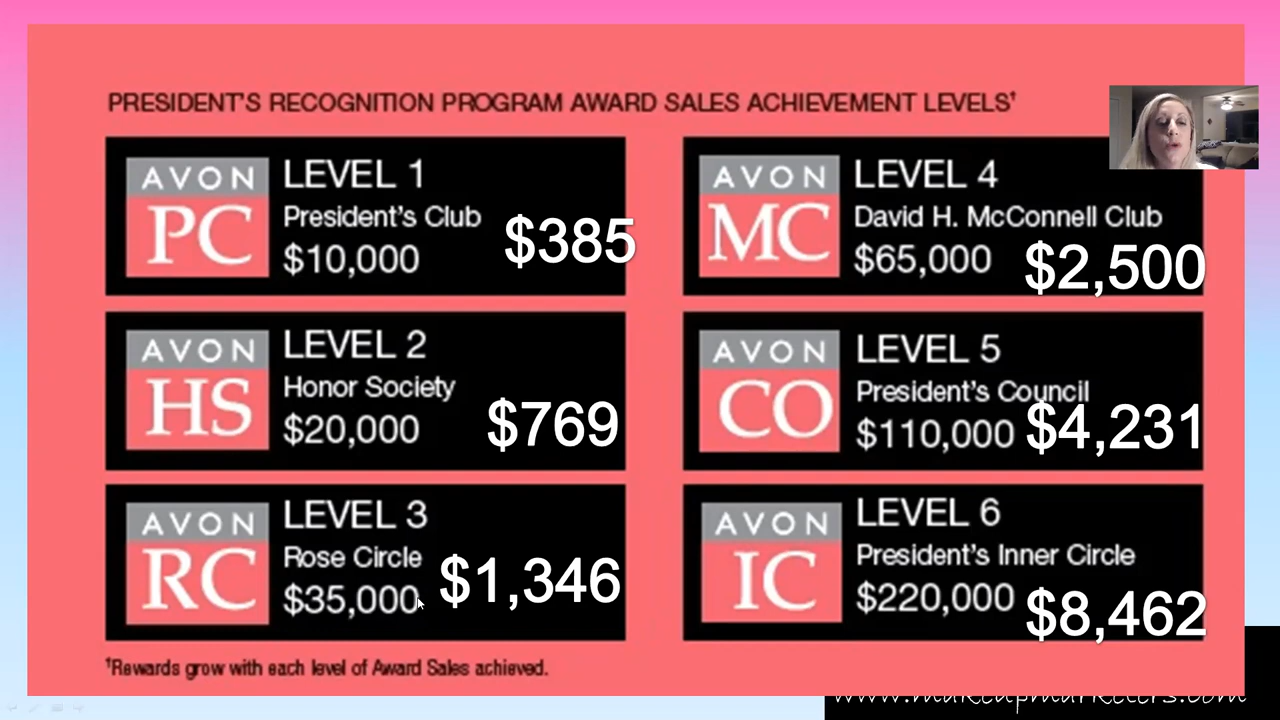 PRESIDENT'S RECOGNITION PROGRAM AWARD SALES ACHIEVEMENT LEVELS†
AVON
PC
LEVEL 1
President's Club
$10,000
$385
AVON
HS
LEVEL 2
Honor Society
$20,000
$769
AVON
RC
LEVEL 3
Rose Circle
$35,000
$1,346
AVON
MC
LEVEL 4
David H. McConnell Club
$65,000
$2,500
AVON
CO
LEVEL 5
President's Council
$110,000
$4,231
AVON
IC
LEVEL 6
President's Inner Circle
$220,000
$8,462
†Rewards grow with each level of Award Sales achieved.
www.makeupmarketers.com